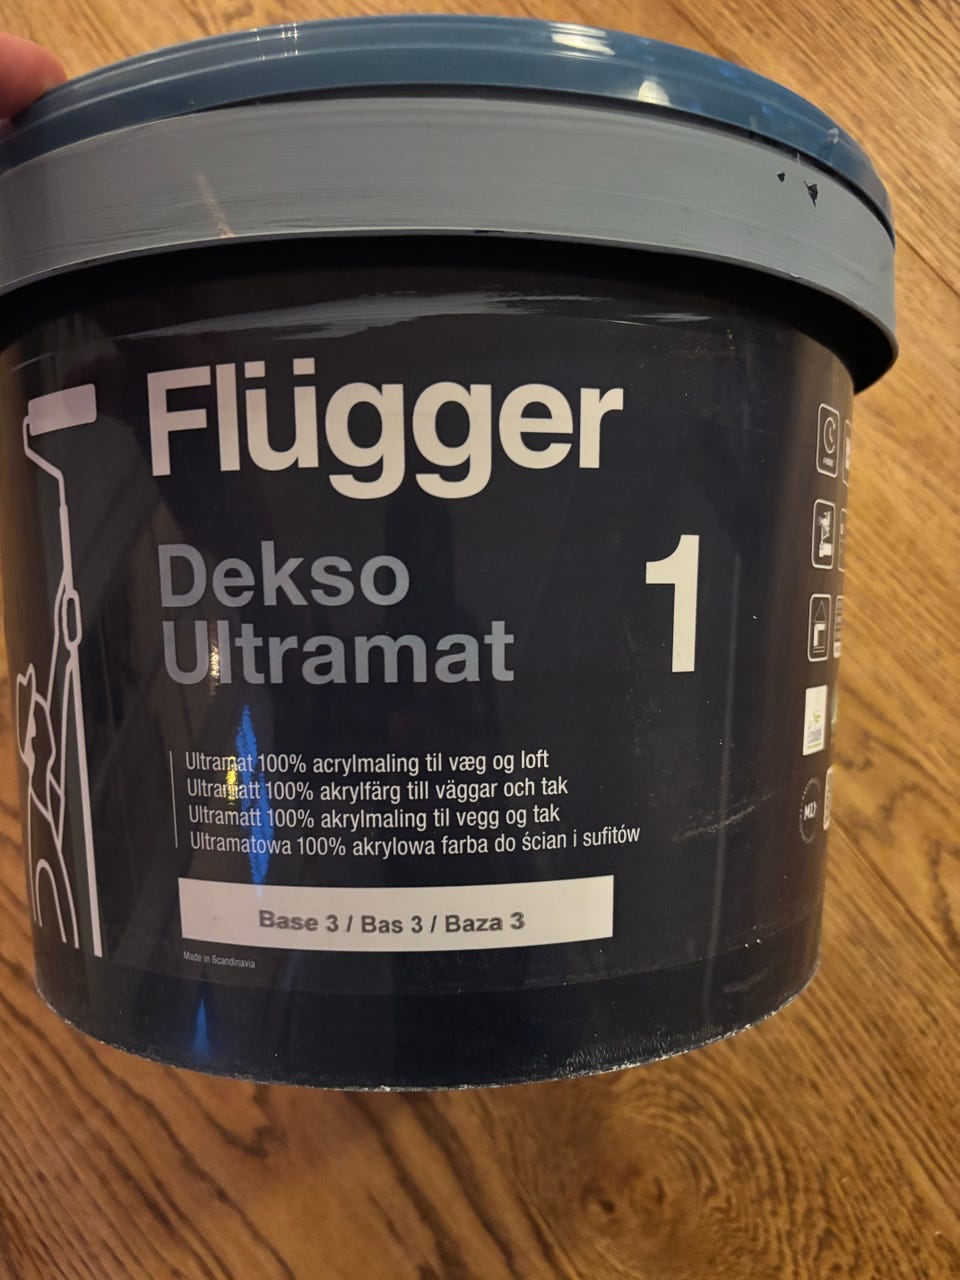 Flügger
Dekso
Ultramat
1
Ultramat 100% acrylmaling til væg og loft
Ultramatt 100% akrylfärg till väggar och tak
Ultramatt 100% akrylmaling til vegg og tak
Ultramatowa 100% akrylowa farba do ścian i sufitów
Base 3 / Bas 3 / Baza 3
Made in Scandinavia